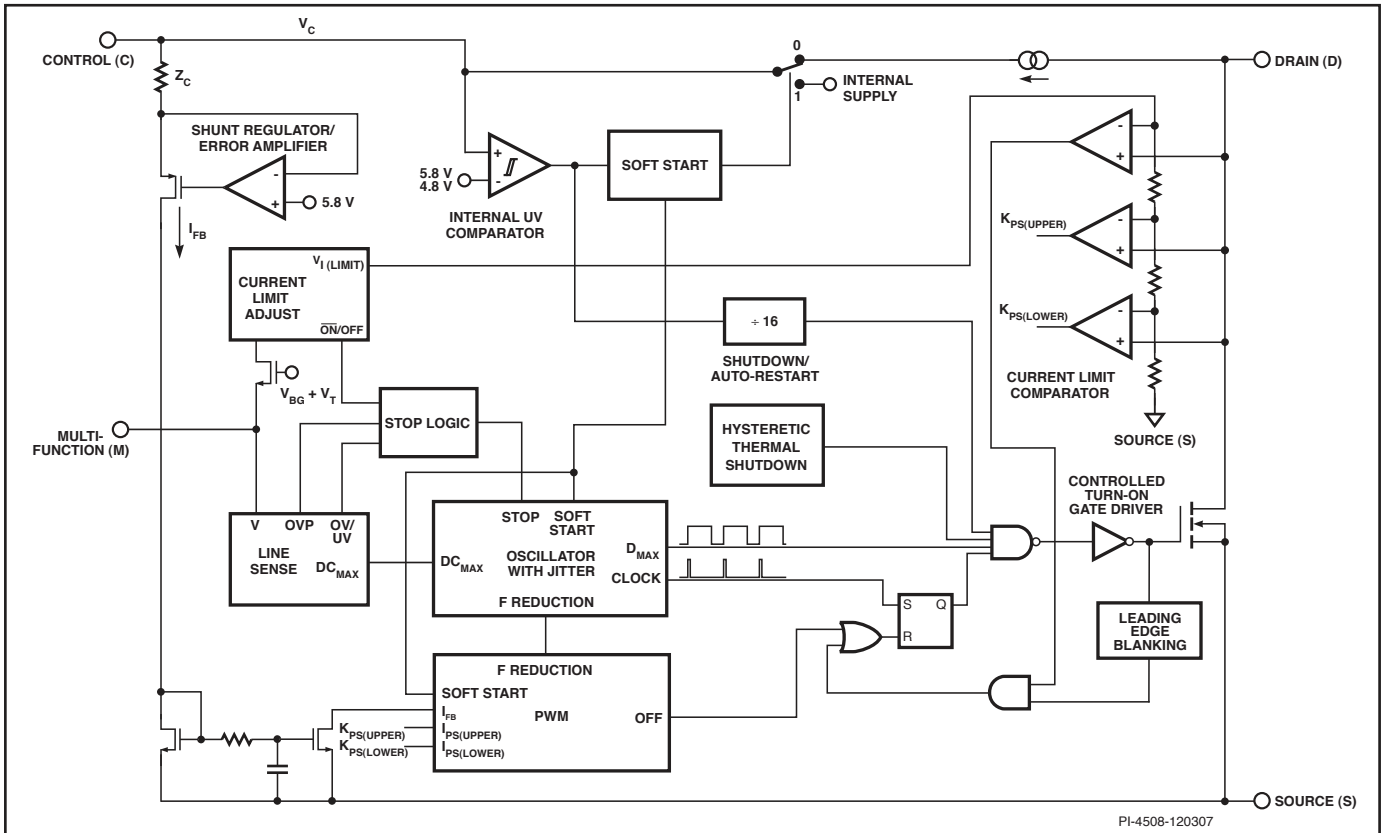 V_C
0
CONTROL (C)
DRAIN (D)
Z_C
1
INTERNAL
SUPPLY
SHUNT REGULATOR/
ERROR AMPLIFIER
-
+
5.8 V
I_FB
+
-
5.8 V
4.8 V
INTERNAL UV
COMPARATOR
SOFT START
-
+
K_PS(UPPER)
-
+
K_PS(LOWER)
-
+
CURRENT LIMIT
COMPARATOR
SOURCE (S)
V_I (LIMIT)
CURRENT
LIMIT
ADJUST
ON/OFF
÷ 16
SHUTDOWN/
AUTO-RESTART
V_BG + V_T
STOP LOGIC
MULTI-
FUNCTION (M)
HYSTERETIC
THERMAL
SHUTDOWN
CONTROLLED
TURN-ON
GATE DRIVER
V OVP OV/
UV
LINE
SENSE
DC_MAX
STOP SOFT
START
DC_MAX
OSCILLATOR
WITH JITTER
D_MAX
CLOCK
F REDUCTION
S Q
R
LEADING
EDGE
BLANKING
F REDUCTION
SOFT START
I_FB
PWM
OFF
K_PS(UPPER)
I_PS(UPPER)
K_PS(LOWER)
I_PS(LOWER)
SOURCE (S)
PI-4508-120307